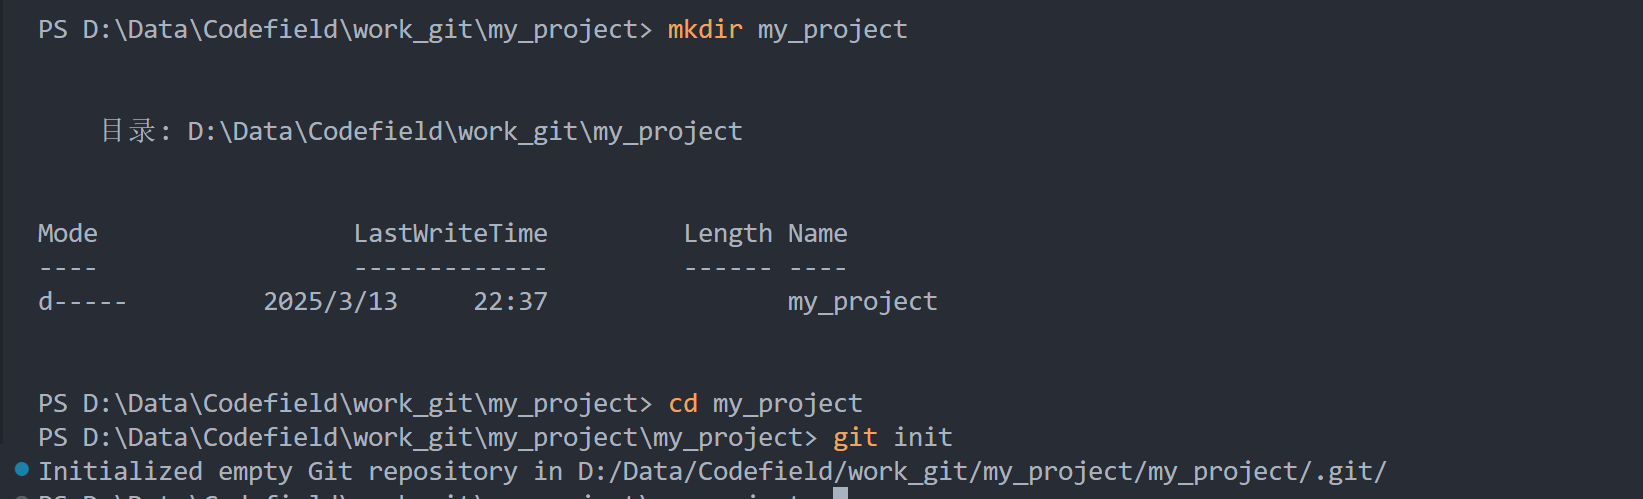 PS D:\Data\Codefield\work_git\my_project> mkdir my_project
目录: D:\Data\Codefield\work_git\my_project
Mode LastWriteTime Length Name
---- ------------- ------ ----
d----- 2025/3/13 22:37 my_project
PS D:\Data\Codefield\work_git\my_project> cd my_project
PS D:\Data\Codefield\work_git\my_project\my_project> git init
Initialized empty Git repository in D:/Data/Codefield/work_git/my_project/my_project/.git/